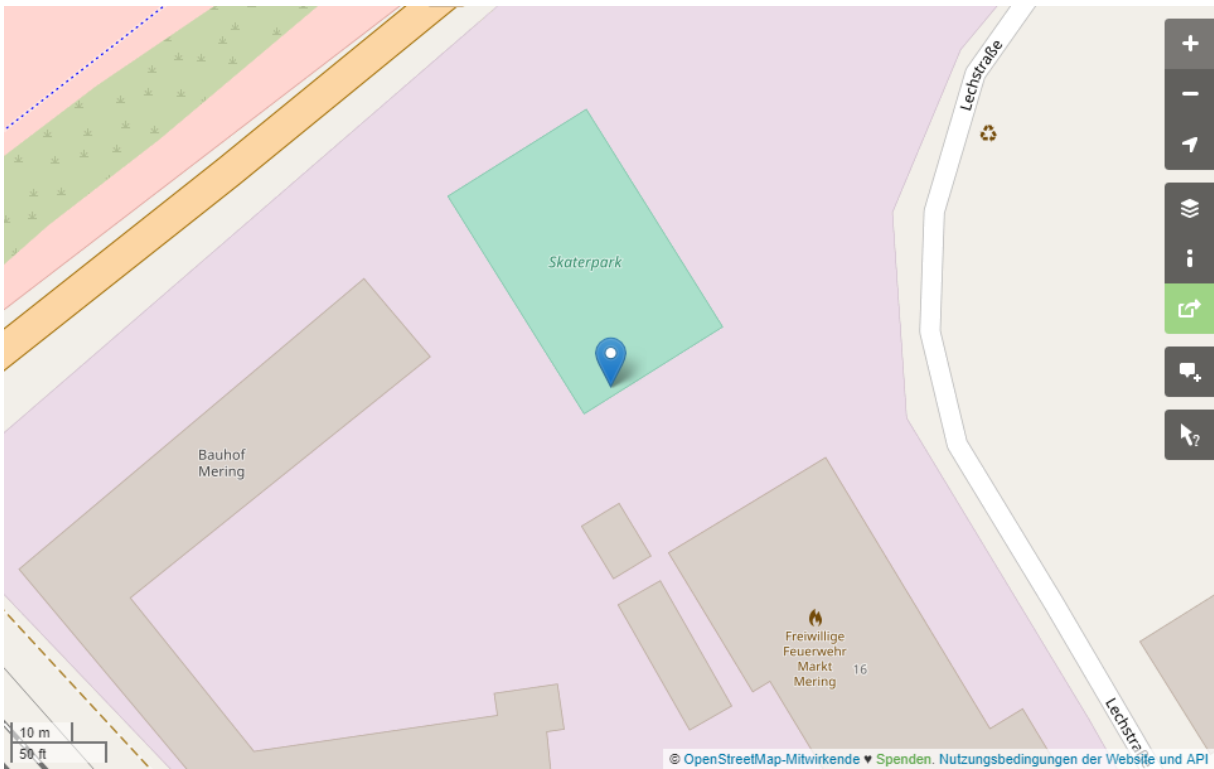 Lechstraße
Skaterpark
Bauhof
Mering
Freiwillige
Feuerwehr
Markt
Mering
16
Lechstraße
10 m
50 ft
© OpenStreetMap-Mitwirkende ♥ Spenden. Nutzungsbedingungen der Website und API